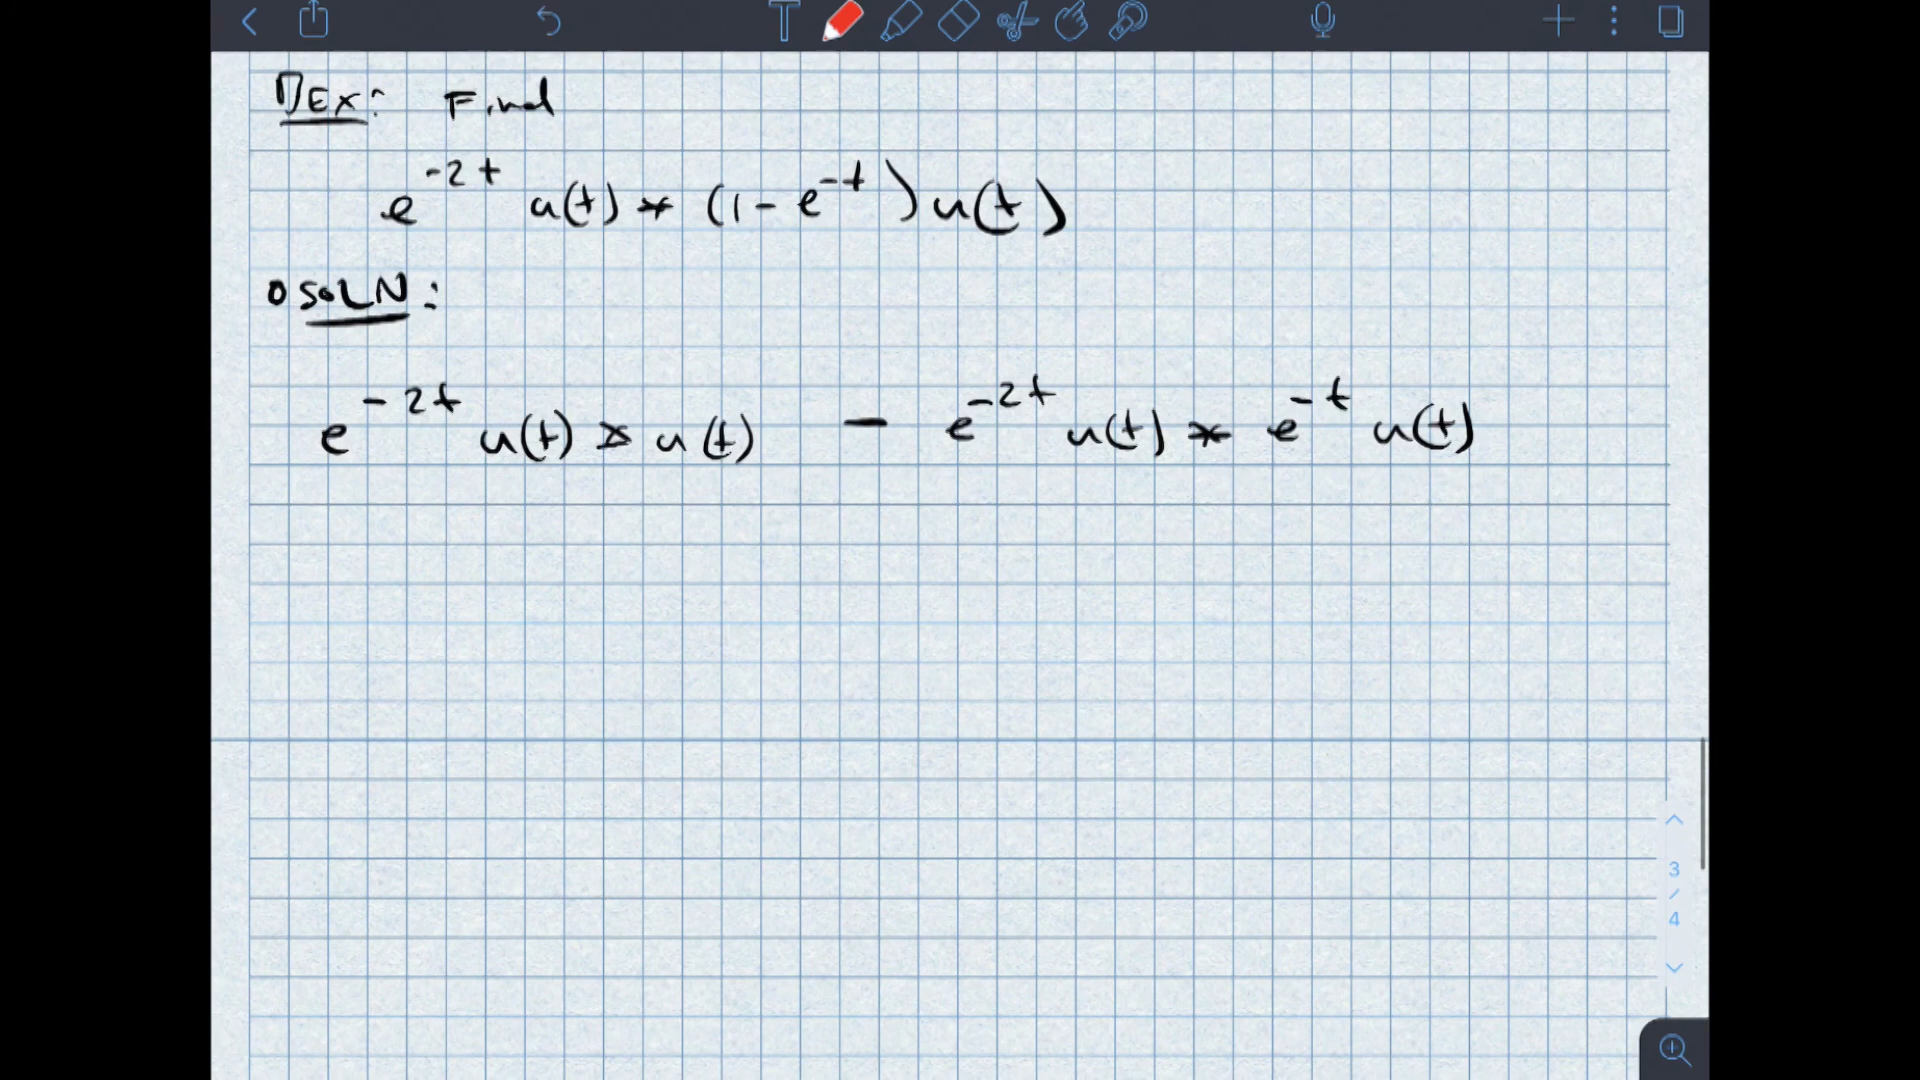 Ex: Find
e^{-2t} u(t) * (1 - e^{-t}) u(t)
SOLN:
e^{-2t} u(t) * u(t) - e^{-2t} u(t) * e^{-t} u(t)
3
/
4